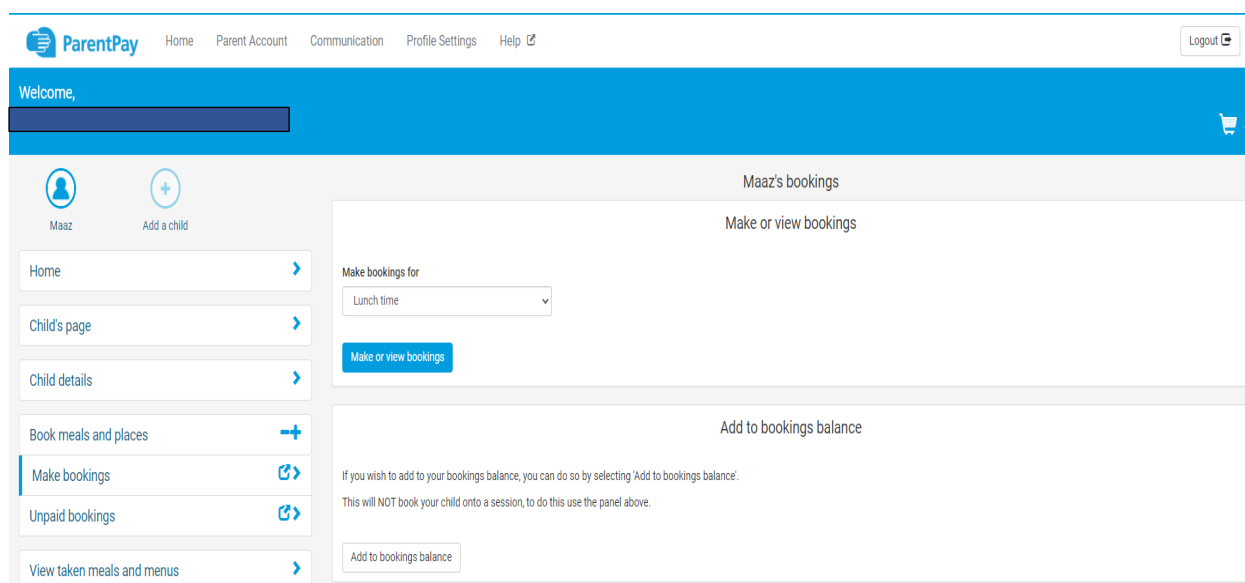 ParentPay Home Parent Account Communication Profile Settings Help Logout
Welcome,
Maaz Add a child
Home
Child's page
Child details
Book meals and places
Make bookings
Unpaid bookings
View taken meals and menus
Maaz's bookings
Make or view bookings
Make bookings for
Lunch time
Make or view bookings
Add to bookings balance
If you wish to add to your bookings balance, you can do so by selecting 'Add to bookings balance'.
This will NOT book your child onto a session, to do this use the panel above.
Add to bookings balance